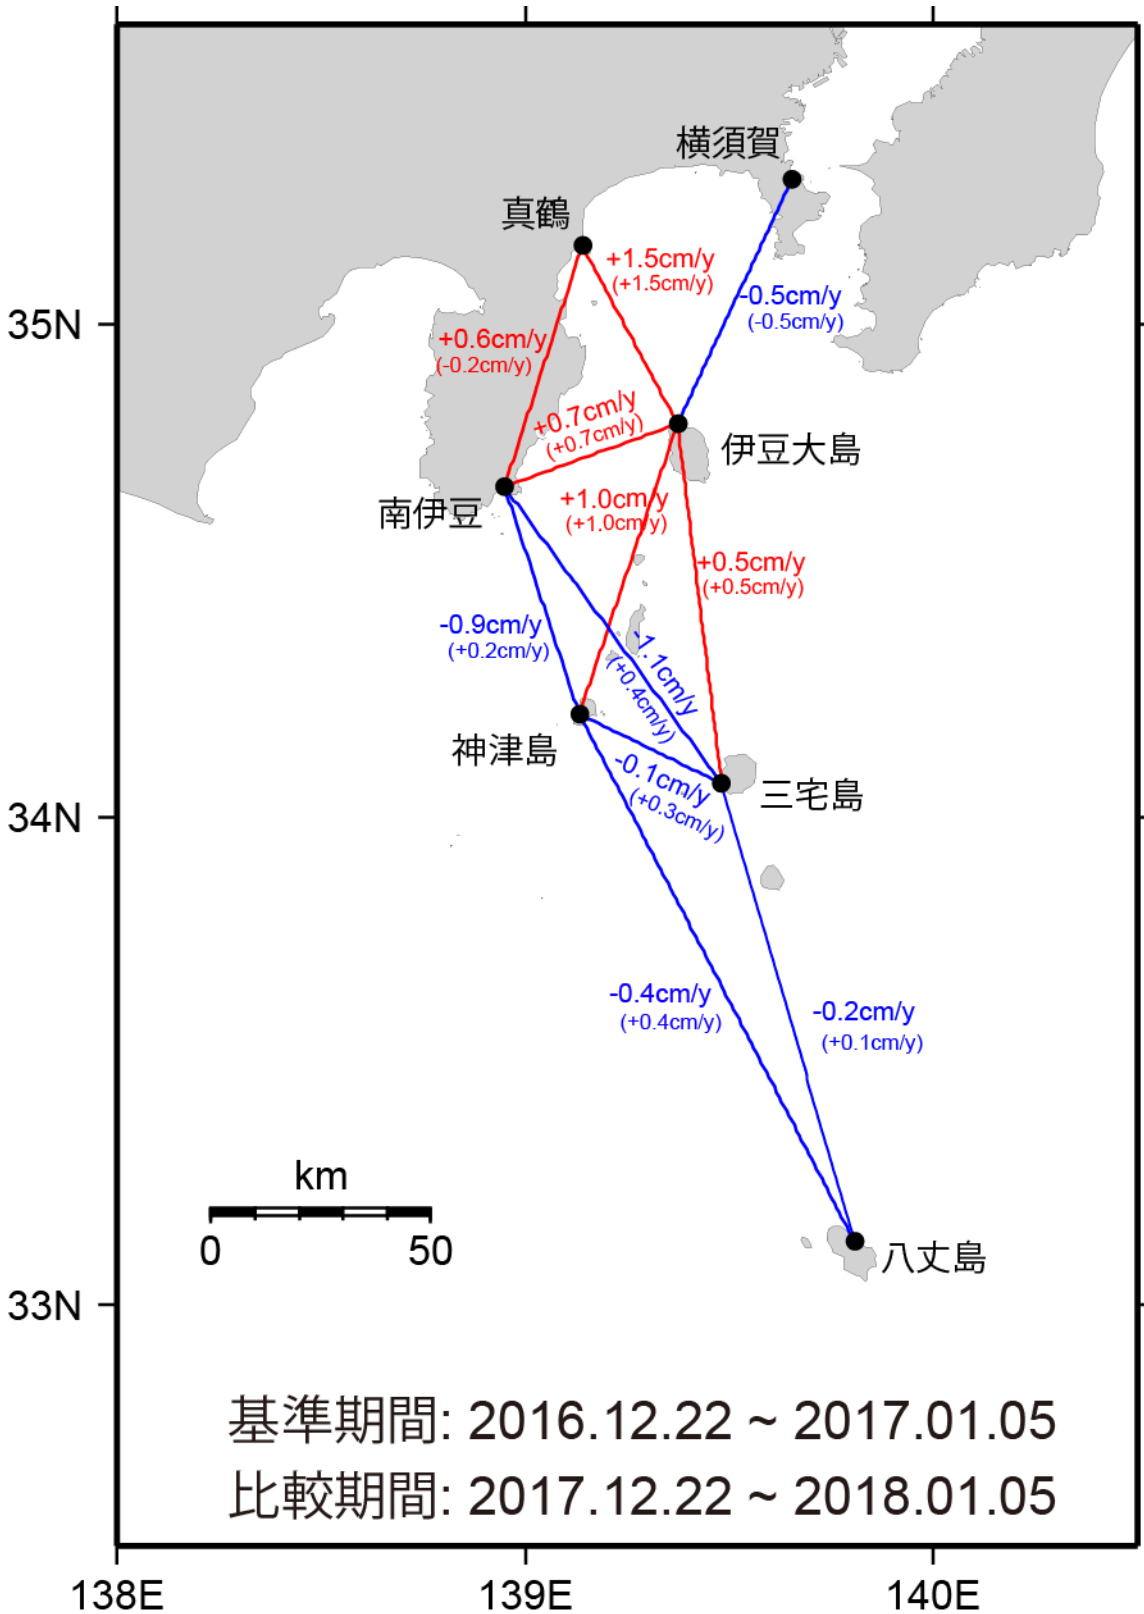 横須賀
真鶴
+1.5cm/y
(+1.5cm/y)
-0.5cm/y
(-0.5cm/y)
35N
+0.6cm/y
(-0.2cm/y)
+0.7cm/y
(+0.7cm/y)
伊豆大島
南伊豆
+1.0cm/y
(+1.0cm/y)
+0.5cm/y
(+0.5cm/y)
-0.9cm/y
(+0.2cm/y)
-1.1cm/y
(+0.4cm/y)
神津島
-0.1cm/y
(+0.3cm/y)
三宅島
34N
-0.4cm/y
(+0.4cm/y)
-0.2cm/y
(+0.1cm/y)
km
0 50
八丈島
33N
基準期間: 2016.12.22 ~ 2017.01.05
比較期間: 2017.12.22 ~ 2018.01.05
138E 139E 140E